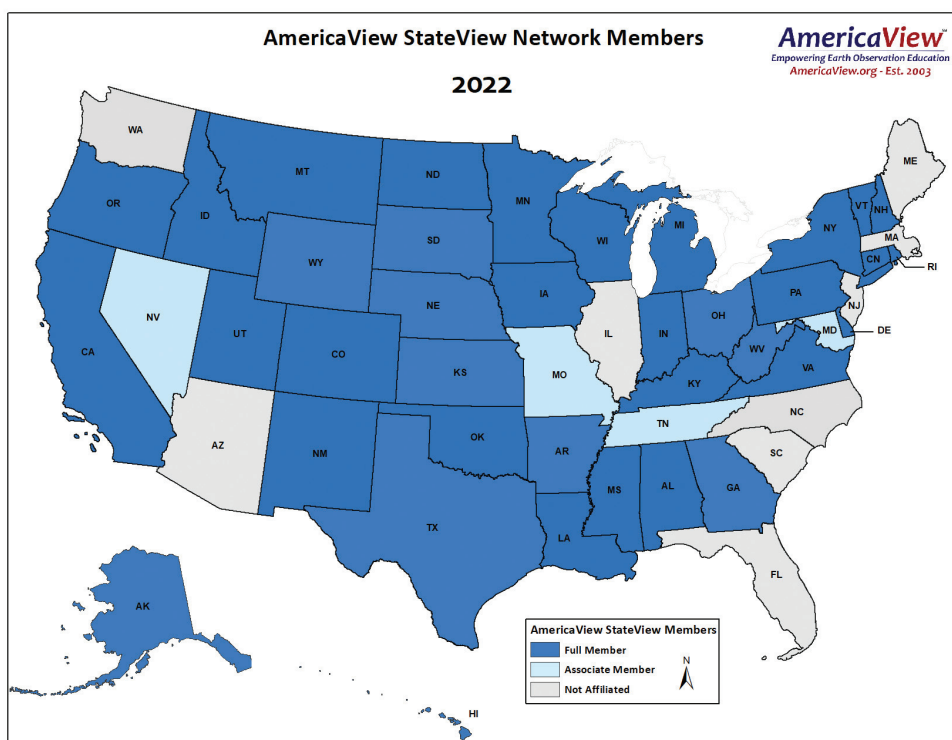 AmericaView StateView Network Members
2022
AmericaView™
Empowering Earth Observation Education
AmericaView.org - Est. 2003
WA
ME
MT
ND
MN
OR
ID
WI
MI
NY
VT
NH
MA
CN
RI
SD
WY
IA
NE
PA
NJ
NV
UT
CO
IL
IN
OH
MD
DE
WV
VA
CA
KS
MO
KY
NC
TN
AZ
NM
OK
AR
SC
MS
AL
GA
TX
LA
FL
AK
HI
AmericaView StateView Members
Full Member
Associate Member
Not Affiliated
N